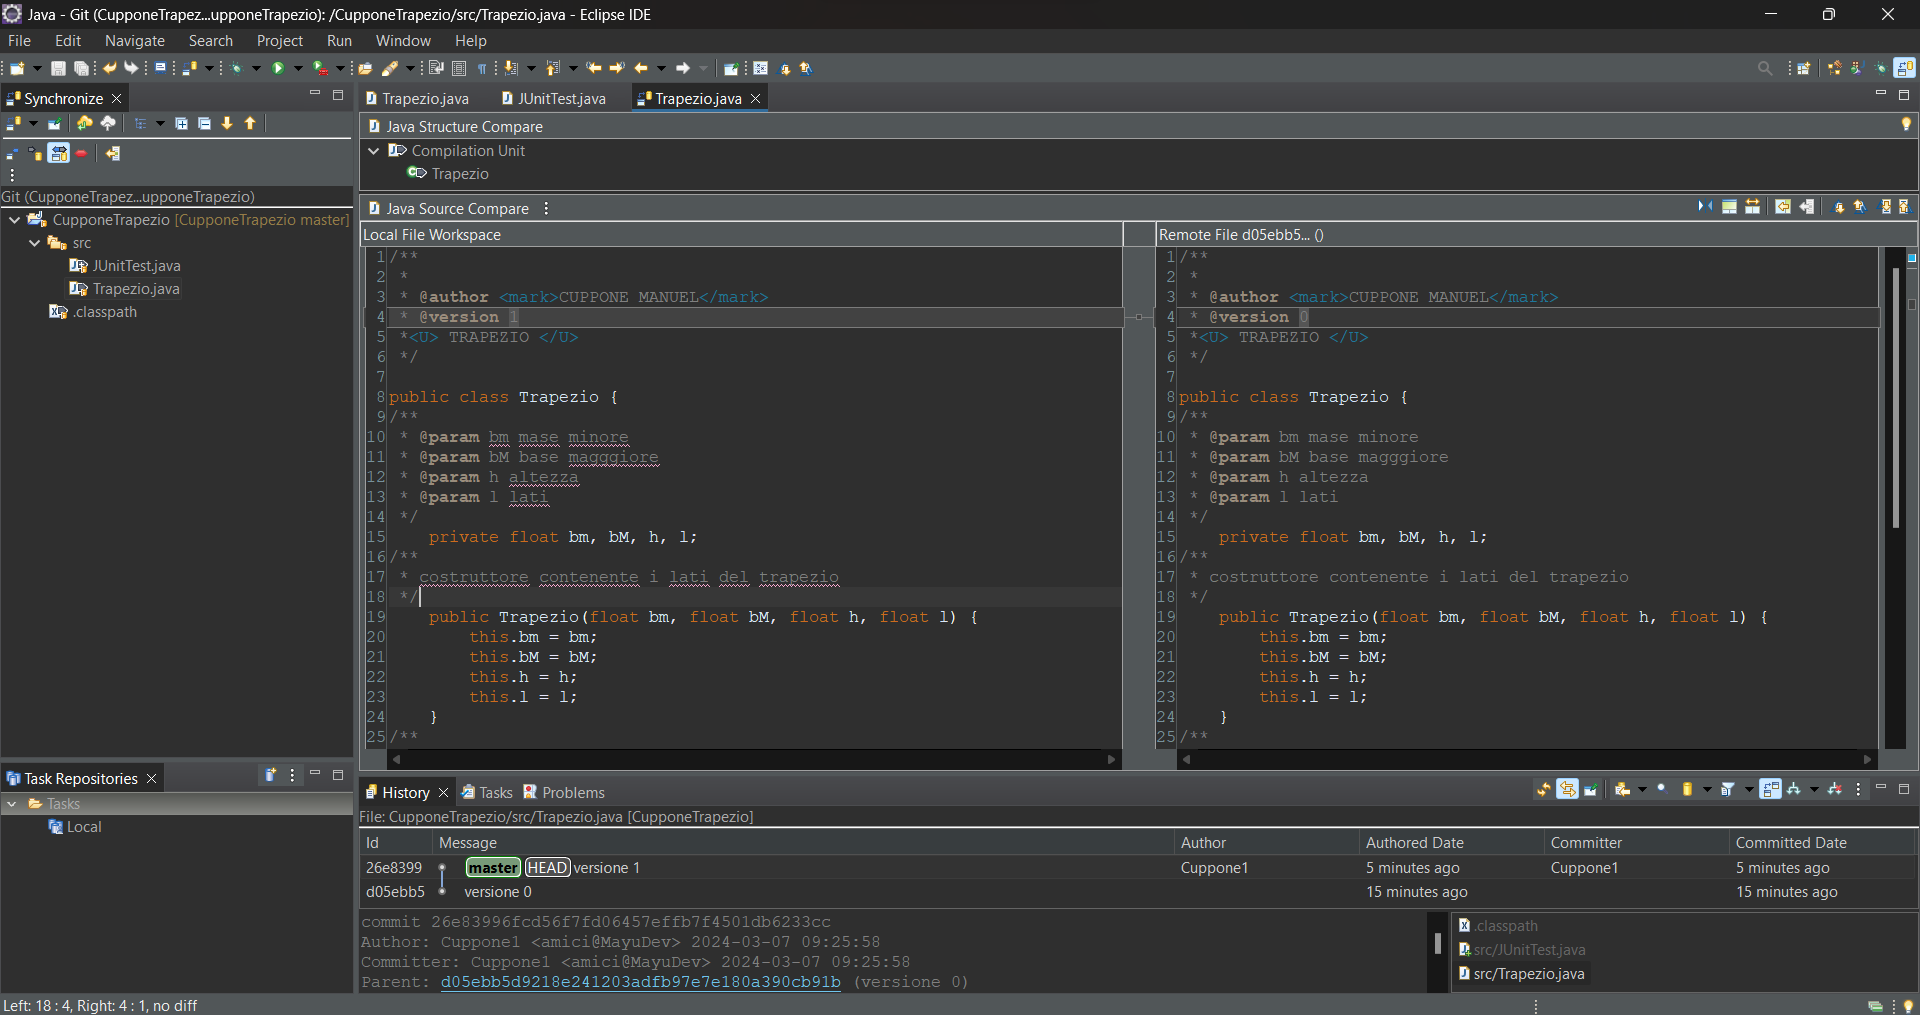 Java - Git (CupponeTrapez...upponeTrapezio): /CupponeTrapezio/src/Trapezio.java - Eclipse IDE
File Edit Navigate Search Project Run Window Help
Synchronize
Git (CupponeTrapez...upponeTrapezio)
CupponeTrapezio [CupponeTrapezio master]
src
JUnitTest.java
Trapezio.java
.classpath
Task Repositories
Tasks
Local
Trapezio.java JUnitTest.java Trapezio.java
Java Structure Compare
Compilation Unit
Trapezio
Java Source Compare
Local File Workspace
1 /**
2 *
3 * @author <mark>CUPPONE MANUEL</mark>
4 * @version 1
5 *<U> TRAPEZIO </U>
6 */
7
8 public class Trapezio {
9 /**
10 * @param bm mase minore
11 * @param bM base magggiore
12 * @param h altezza
13 * @param l lati
14 */
15 private float bm, bM, h, l;
16 /**
17 * costruttore contenente i lati del trapezio
18 */
19 public Trapezio(float bm, float bM, float h, float l) {
20 this.bm = bm;
21 this.bM = bM;
22 this.h = h;
23 this.l = l;
24 }
25 /**
Remote File d05ebb5... ()
1 /**
2 *
3 * @author <mark>CUPPONE MANUEL</mark>
4 * @version 0
5 *<U> TRAPEZIO </U>
6 */
7
8 public class Trapezio {
9 /**
10 * @param bm mase minore
11 * @param bM base magggiore
12 * @param h altezza
13 * @param l lati
14 */
15 private float bm, bM, h, l;
16 /**
17 * costruttore contenente i lati del trapezio
18 */
19 public Trapezio(float bm, float bM, float h, float l) {
20 this.bm = bm;
21 this.bM = bM;
22 this.h = h;
23 this.l = l;
24 }
25 /**
History Tasks Problems
File: CupponeTrapezio/src/Trapezio.java [CupponeTrapezio]
Id Message Author Authored Date Committer Committed Date
26e8399 master HEAD versione 1 Cuppone1 5 minutes ago Cuppone1 5 minutes ago
d05ebb5 versione 0 15 minutes ago 15 minutes ago
commit 26e83996fcd56f7fd06457effb7f4501db6233cc
Author: Cuppone1 <amici@MayuDev> 2024-03-07 09:25:58
Committer: Cuppone1 <amici@MayuDev> 2024-03-07 09:25:58
Parent: d05ebb5d9218e241203adfb97e7e180a390cb91b (versione 0)
.classpath
src/JUnitTest.java
src/Trapezio.java
Left: 18 : 4, Right: 4 : 1, no diff